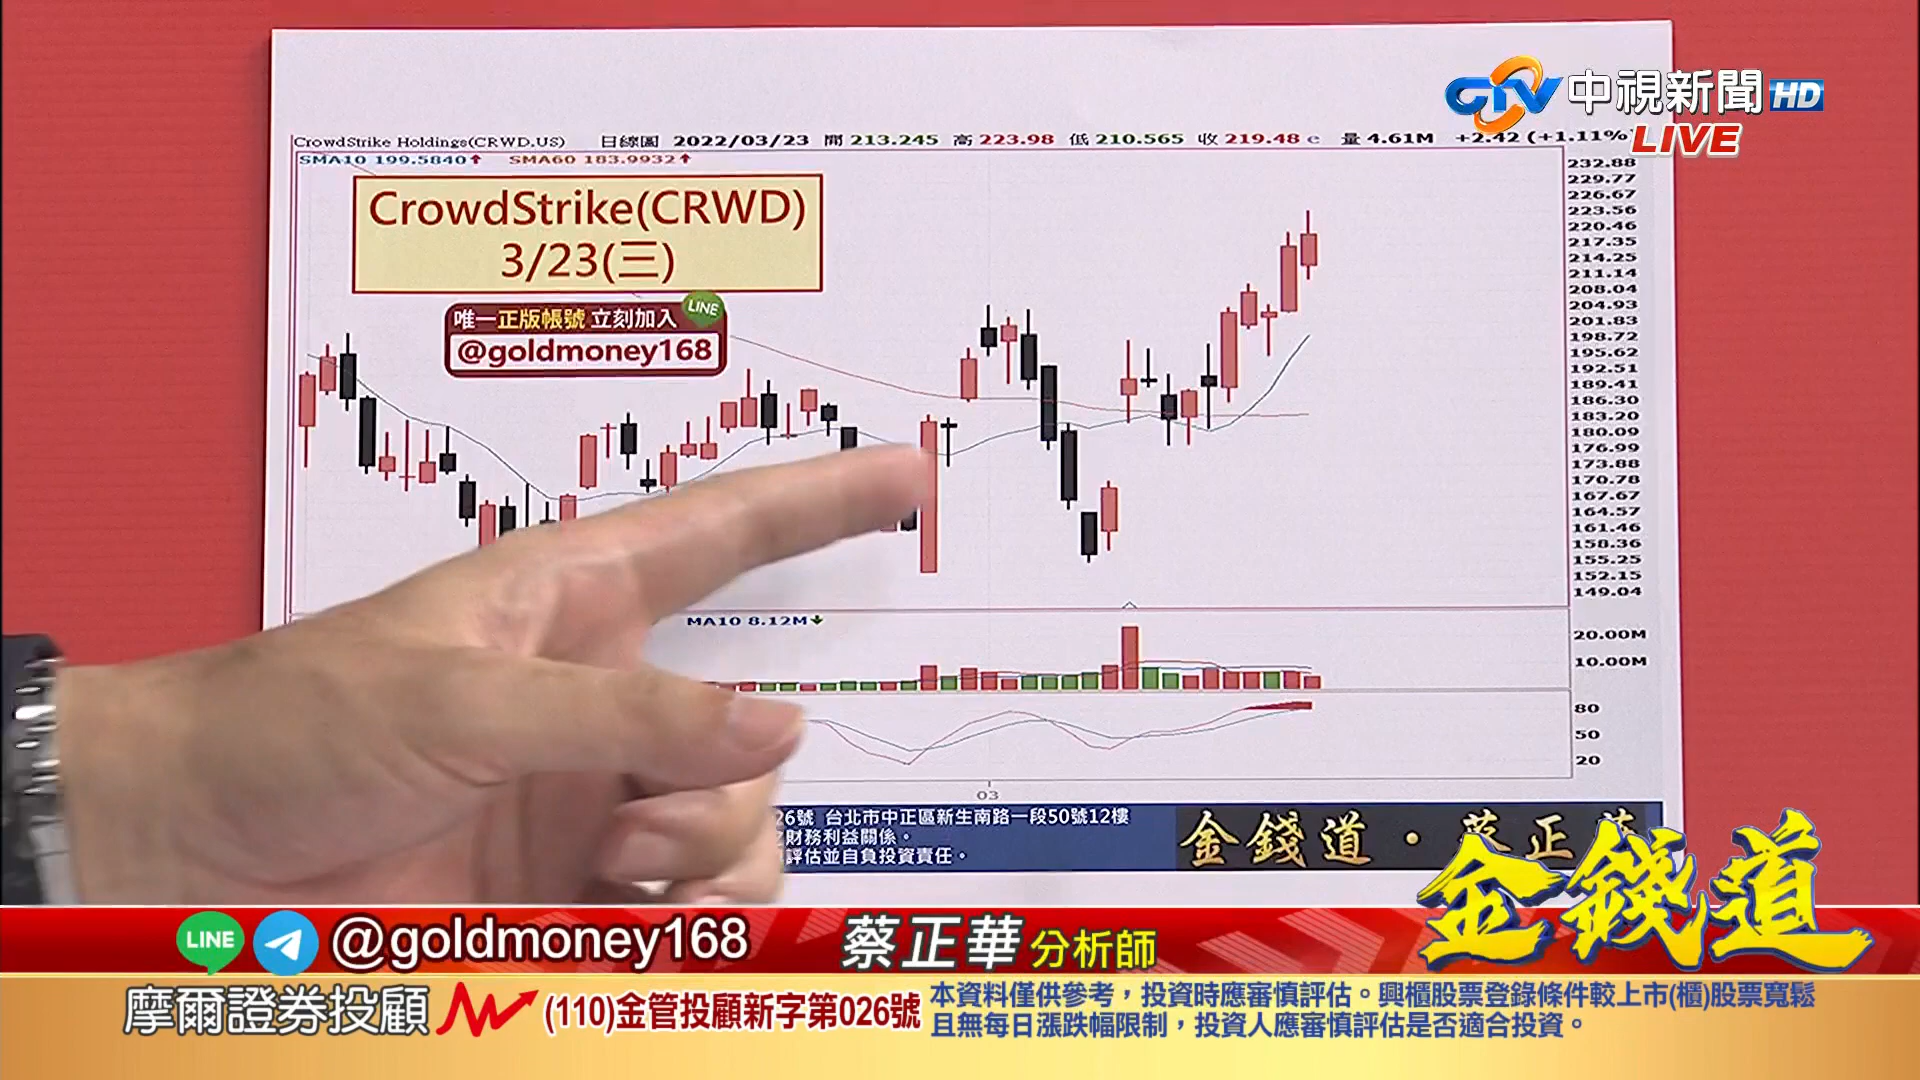 CTV 中視新聞 HD
LIVE
CrowdStrike Holdings(CRWD.US) 日線圖 2022/03/23 開 213.245 高 223.98 低 210.565 收 219.48 e 量 4.61M +2.42 (+1.11%)
SMA10 199.5840↑ SMA60 183.9932↑
CrowdStrike(CRWD)
3/23(三)
唯一正版帳號 立刻加入 LINE
@goldmoney168
232.88
229.77
226.67
223.56
220.46
217.35
214.25
211.14
208.04
204.93
201.83
198.72
195.62
192.51
189.41
186.30
183.20
180.09
176.99
173.88
170.78
167.67
164.57
161.46
158.36
155.25
152.15
149.04
MA10 8.12M↓
20.00M
10.00M
80
50
20
03
26號 台北市中正區新生南路一段50號12樓
財務利益關係。
評估並自負投資責任。
金錢道・蔡正華
金錢道
LINE @goldmoney168 蔡正華 分析師
摩爾證券投顧 (110)金管投顧新字第026號
本資料僅供參考，投資時應審慎評估。興櫃股票登錄條件較上市(櫃)股票寬鬆
且無每日漲跌幅限制，投資人應審慎評估是否適合投資。